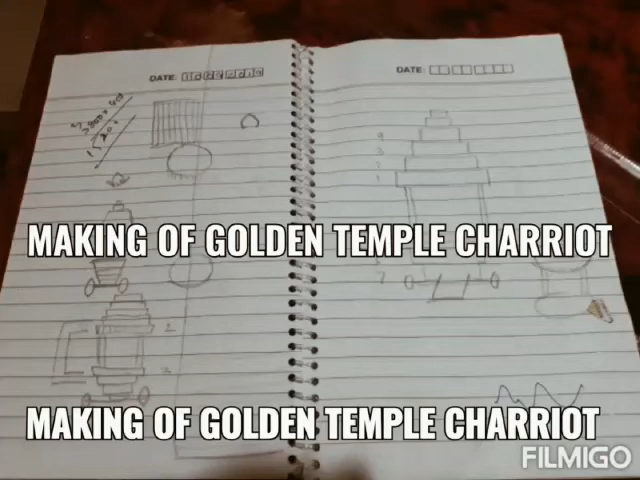 DATE:
DATE:
MAKING OF GOLDEN TEMPLE CHARRIOT
MAKING OF GOLDEN TEMPLE CHARRIOT
FILMIGO